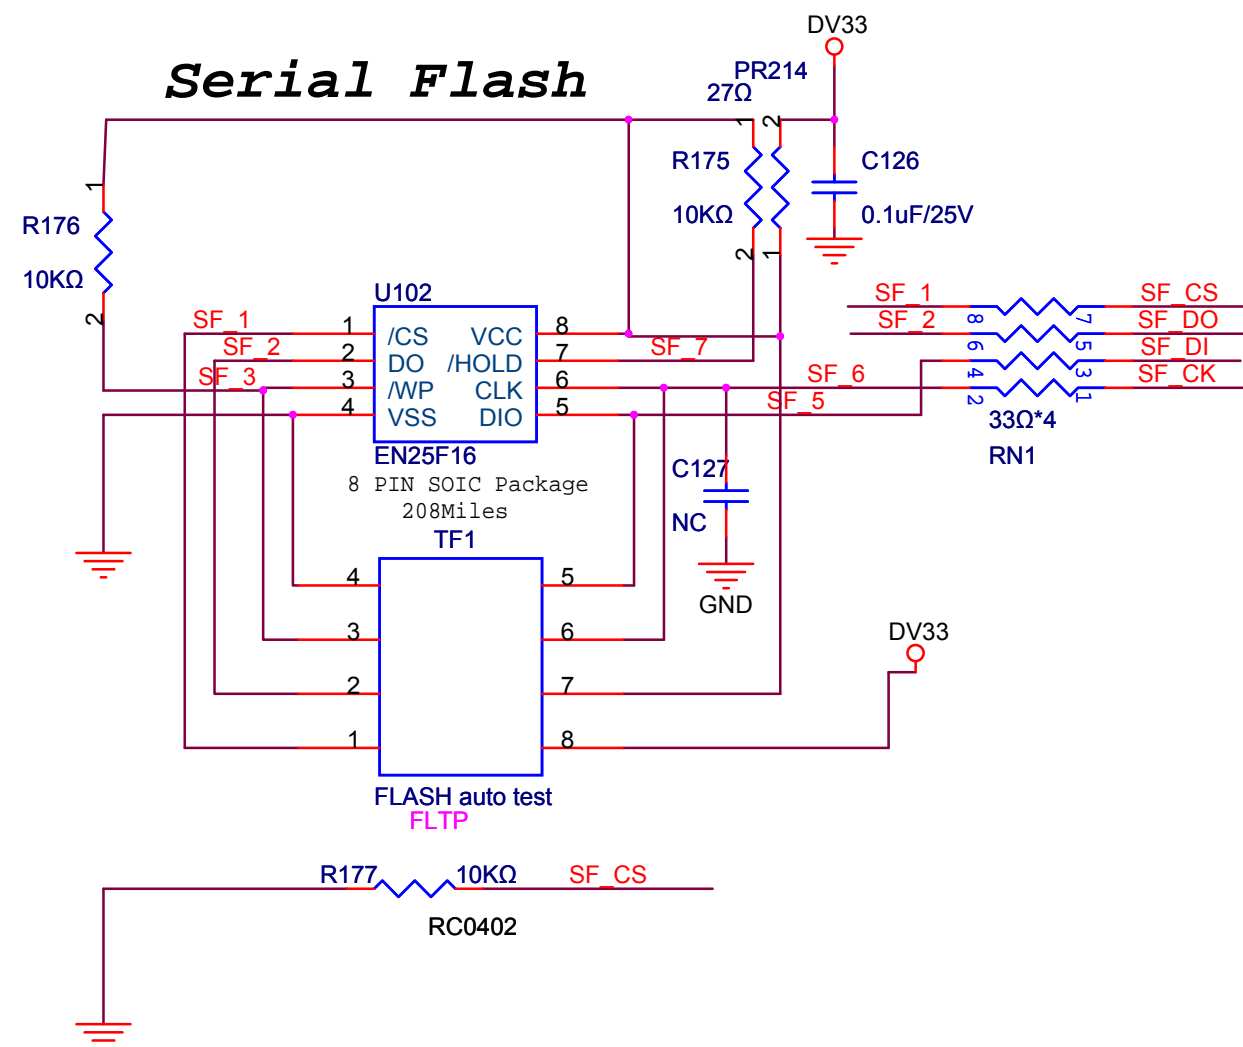 DV33
Serial Flash
PR214
27Ω
1 2
R175
C126
1
R176
10KΩ
0.1uF/25V
10KΩ
2 1
2
U102
SF_1 SF_CS
8 7
SF_1 1 /CS VCC 8
SF_2 SF_DO
6 5
SF_2 2 DO /HOLD 7 SF_7
SF_DI
4 3
SF_3 3 /WP CLK 6 SF_6
SF_CK
2 1
4 VSS DIO 5 SF_5
33Ω*4
EN25F16
RN1
C127
8 PIN SOIC Package
208Miles
NC
TF1
4 5
GND
3 6
DV33
2 7
1 8
FLASH auto test
FLTP
R177 10KΩ SF_CS
RC0402